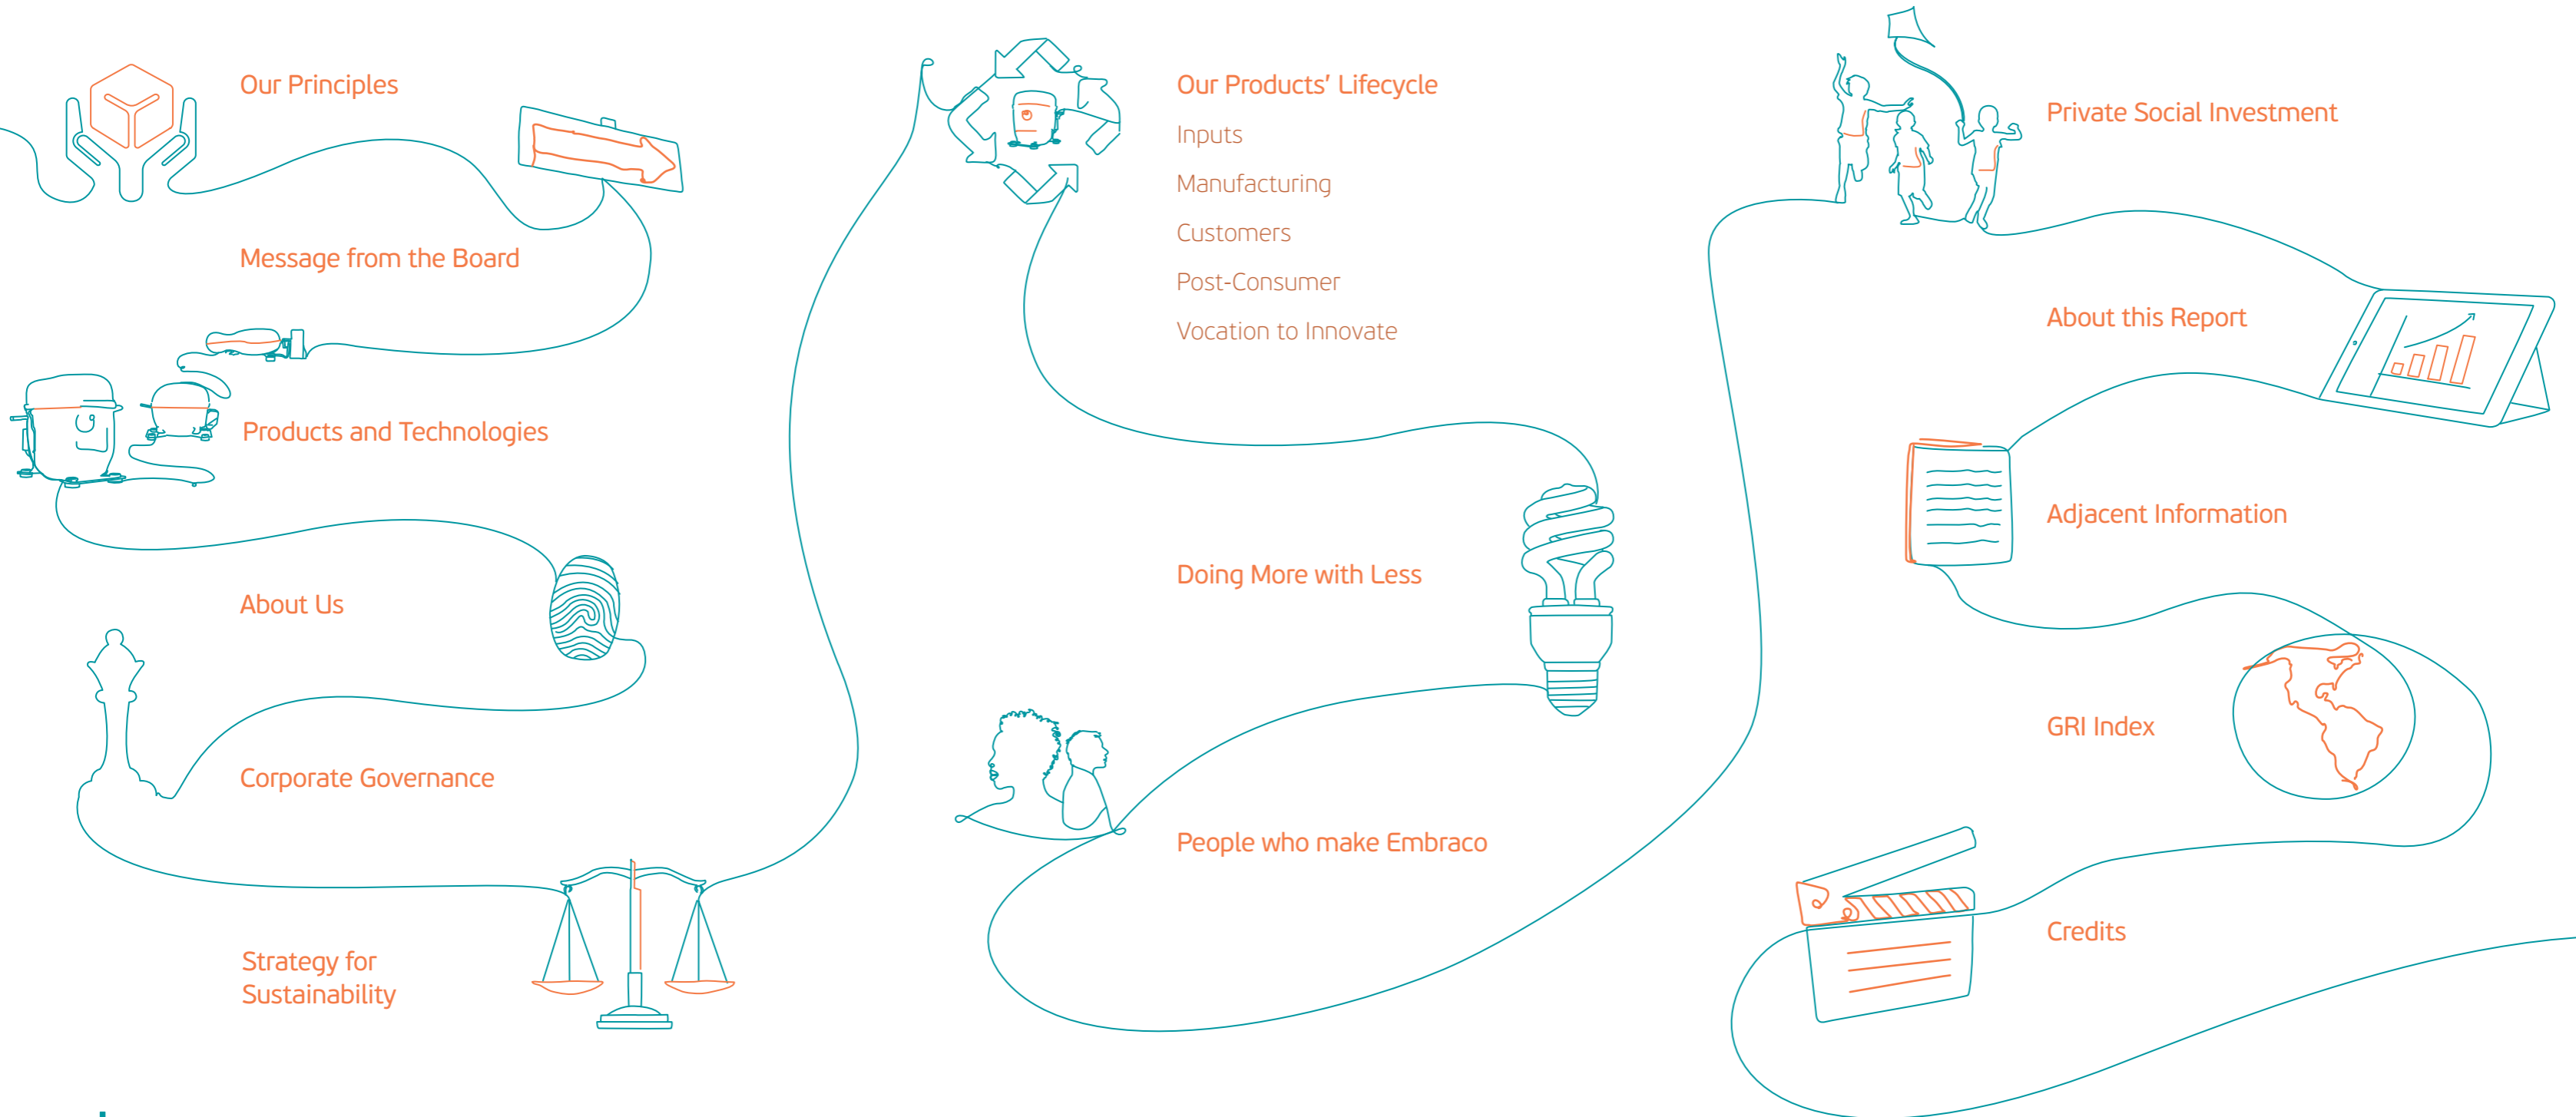 Our Principles
Message from the Board
Products and Technologies
About Us
Corporate Governance
Strategy for
Sustainability
Our Products' Lifecycle
Inputs
Manufacturing
Customers
Post-Consumer
Vocation to Innovate
Doing More with Less
People who make Embraco
Private Social Investment
About this Report
Adjacent Information
GRI Index
Credits